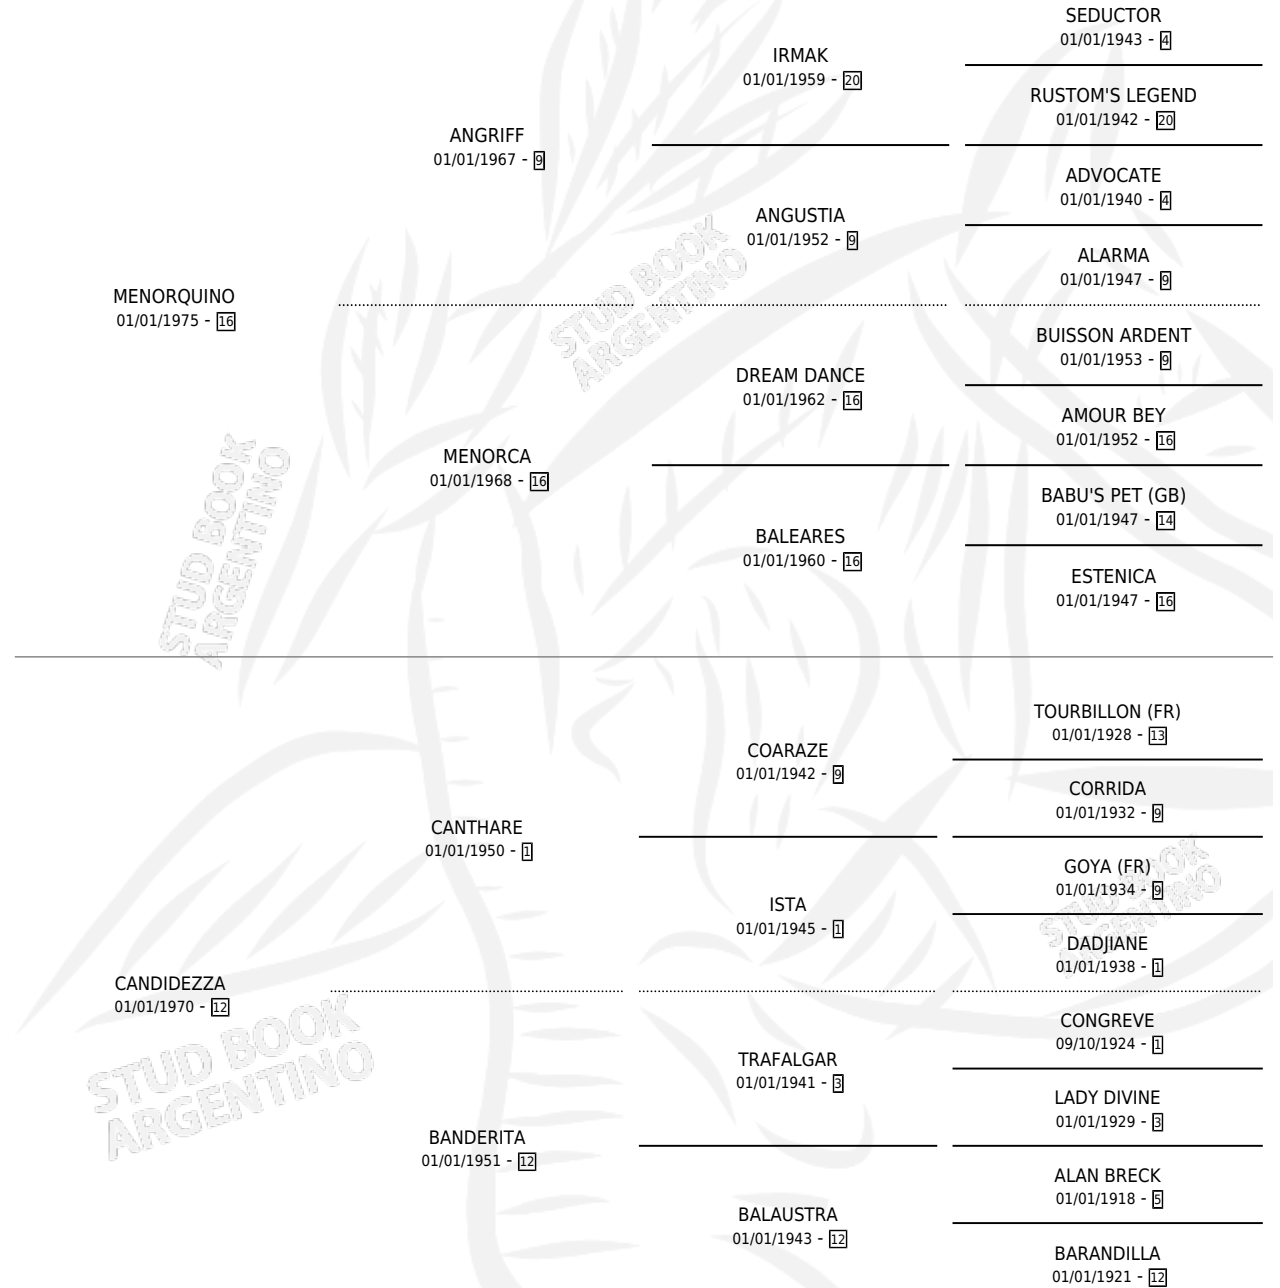 SEDUCTOR
01/01/1943 - 4
IRMAK
01/01/1959 - 20
RUSTOM'S LEGEND
01/01/1942 - 20
ANGRIFF
01/01/1967 - 9
ADVOCATE
01/01/1940 - 4
ANGUSTIA
01/01/1952 - 9
ALARMA
01/01/1947 - 9
MENORQUINO
01/01/1975 - 16
BUISSON ARDENT
01/01/1953 - 9
DREAM DANCE
01/01/1962 - 16
AMOUR BEY
01/01/1952 - 16
MENORCA
01/01/1968 - 16
BABU'S PET (GB)
01/01/1947 - 14
BALEARES
01/01/1960 - 16
ESTENICA
01/01/1947 - 16
STUD BOOK
ARGENTINO
STUD BOOK
ARGENTINO
TOURBILLON (FR)
01/01/1928 - 13
COARAZE
01/01/1942 - 9
CORRIDA
01/01/1932 - 9
CANTHARE
01/01/1950 - 1
GOYA (FR)
01/01/1934 - 9
ISTA
01/01/1945 - 1
DADJIANE
01/01/1938 - 1
CANDIDEZZA
01/01/1970 - 12
CONGREVE
09/10/1924 - 1
TRAFALGAR
01/01/1941 - 3
LADY DIVINE
01/01/1929 - 3
BANDERITA
01/01/1951 - 12
ALAN BRECK
01/01/1918 - 5
BALAUSTRA
01/01/1943 - 12
BARANDILLA
01/01/1921 - 12
STUD BOOK
ARGENTINO
STUD BOOK
ARGENTINO